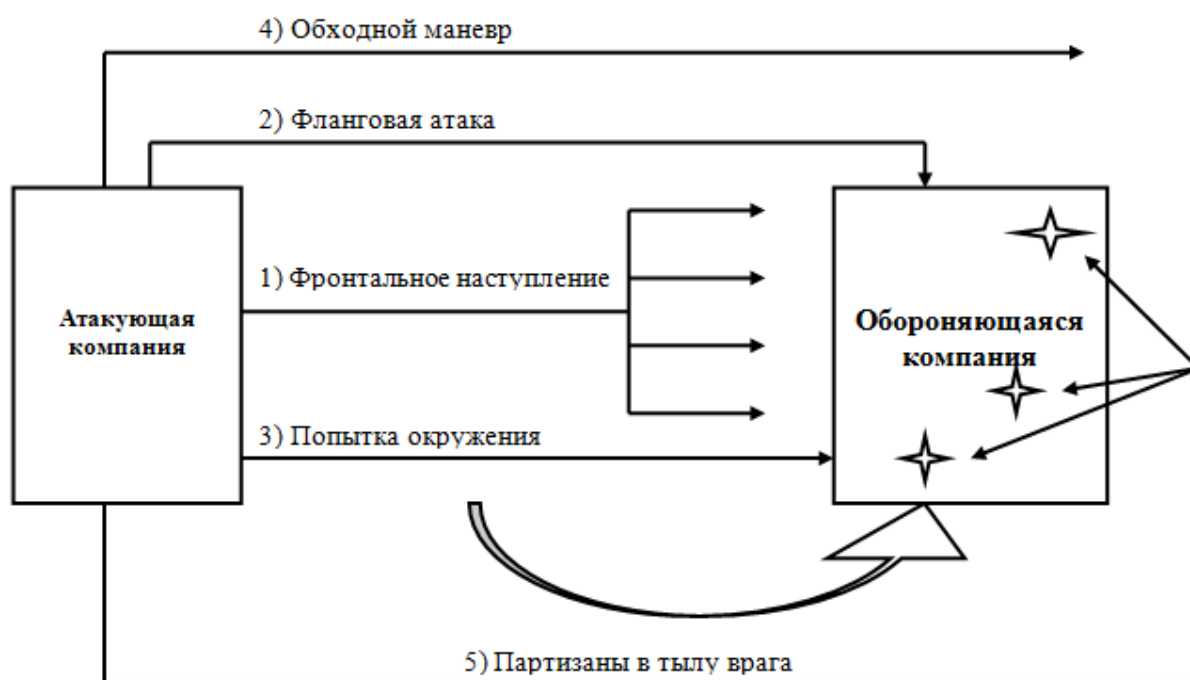 4) Обходной маневр
2) Фланговая атака
1) Фронтальное наступление
Атакующая
компания
Обороняющаяся
компания
3) Попытка окружения
5) Партизаны в тылу врага